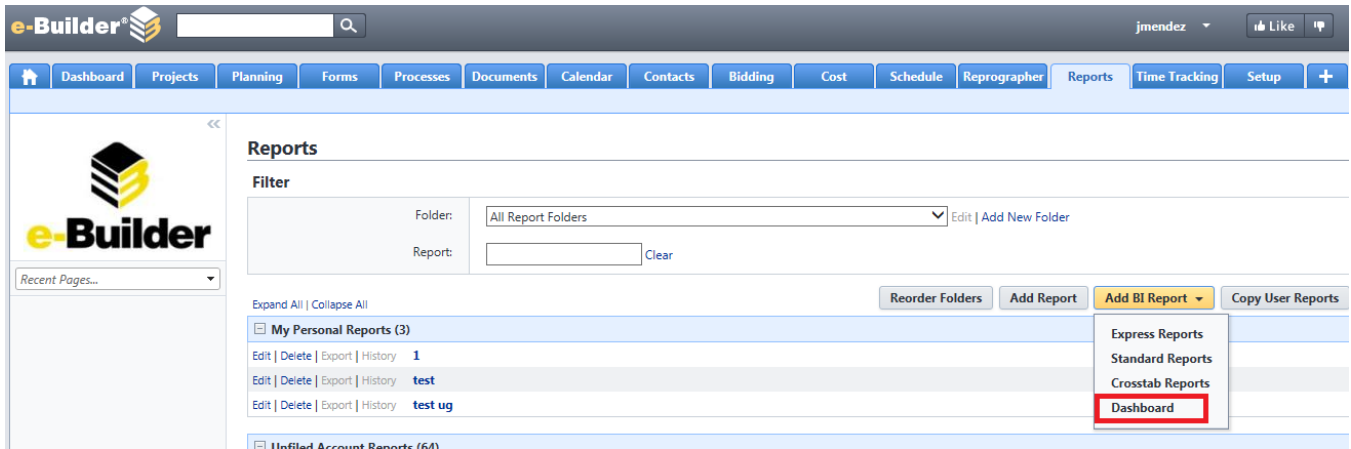 e-Builder®
jmendez
Like
Dashboard Projects Planning Forms Processes Documents Calendar Contacts Bidding Cost Schedule Reprographer Reports Time Tracking Setup +
<<
Reports
Filter
e-Builder
Folder: All Report Folders Edit | Add New Folder
Report: Clear
Recent Pages...
Expand All | Collapse All Reorder Folders Add Report Add BI Report Copy User Reports
My Personal Reports (3)
Express Reports
Edit | Delete | Export | History 1
Standard Reports
Edit | Delete | Export | History test
Crosstab Reports
Edit | Delete | Export | History test ug
Dashboard
Unfiled Account Reports (64)